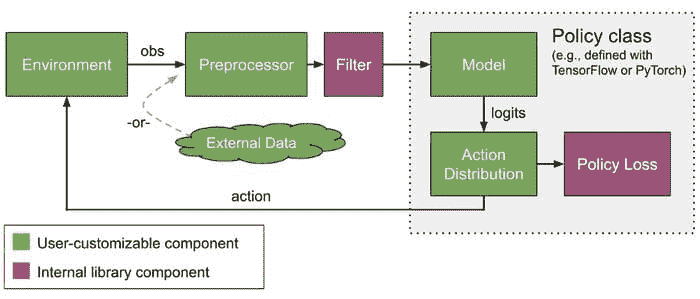 Policy class
(e.g., defined with
TensorFlow or PyTorch)
Environment
obs
Preprocessor
Filter
Model
-or-
External Data
logits
Action
Distribution
Policy Loss
action
User-customizable component
Internal library component